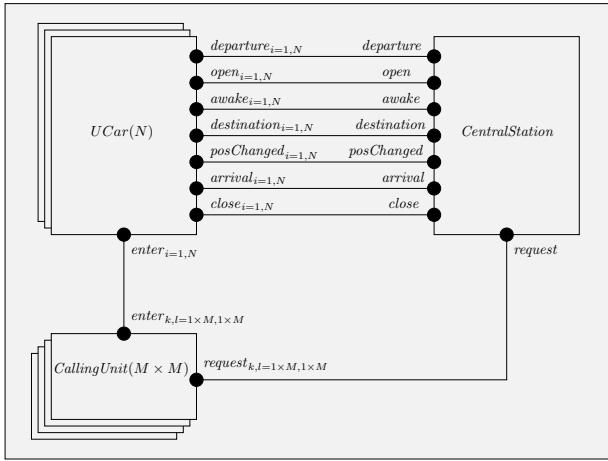 departure_{i=1,N} departure
open_{i=1,N} open
awake_{i=1,N} awake
UCar(N) destination_{i=1,N} destination CentralStation
posChanged_{i=1,N} posChanged
arrival_{i=1,N} arrival
close_{i=1,N} close
enter_{i=1,N} request
enter_{k,l=1×M,1×M}
CallingUnit(M × M) request_{k,l=1×M,1×M}